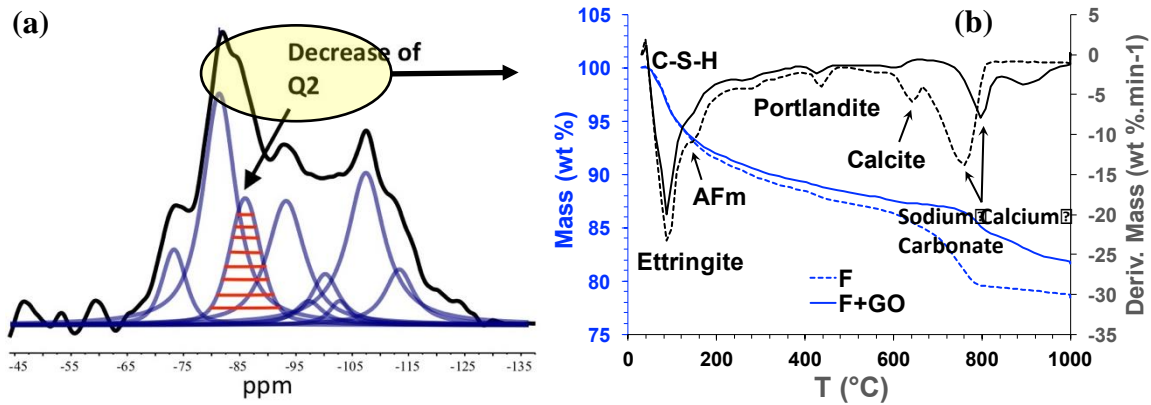 (a)
Decrease of
Q2
-45 -55 -65 -75 -85 -95 -105 -115 -125 -135
ppm
(b)
105
100
95
90
85
80
75
Mass (wt %)
5
0
-5
-10
-15
-20
-25
-30
-35
Deriv. Mass (wt %.min-1)
C-S-H
Portlandite
Calcite
AFm
Sodium Calcium
Carbonate
Ettringite
F
F+GO
0 200 400 600 800 1000
T (°C)